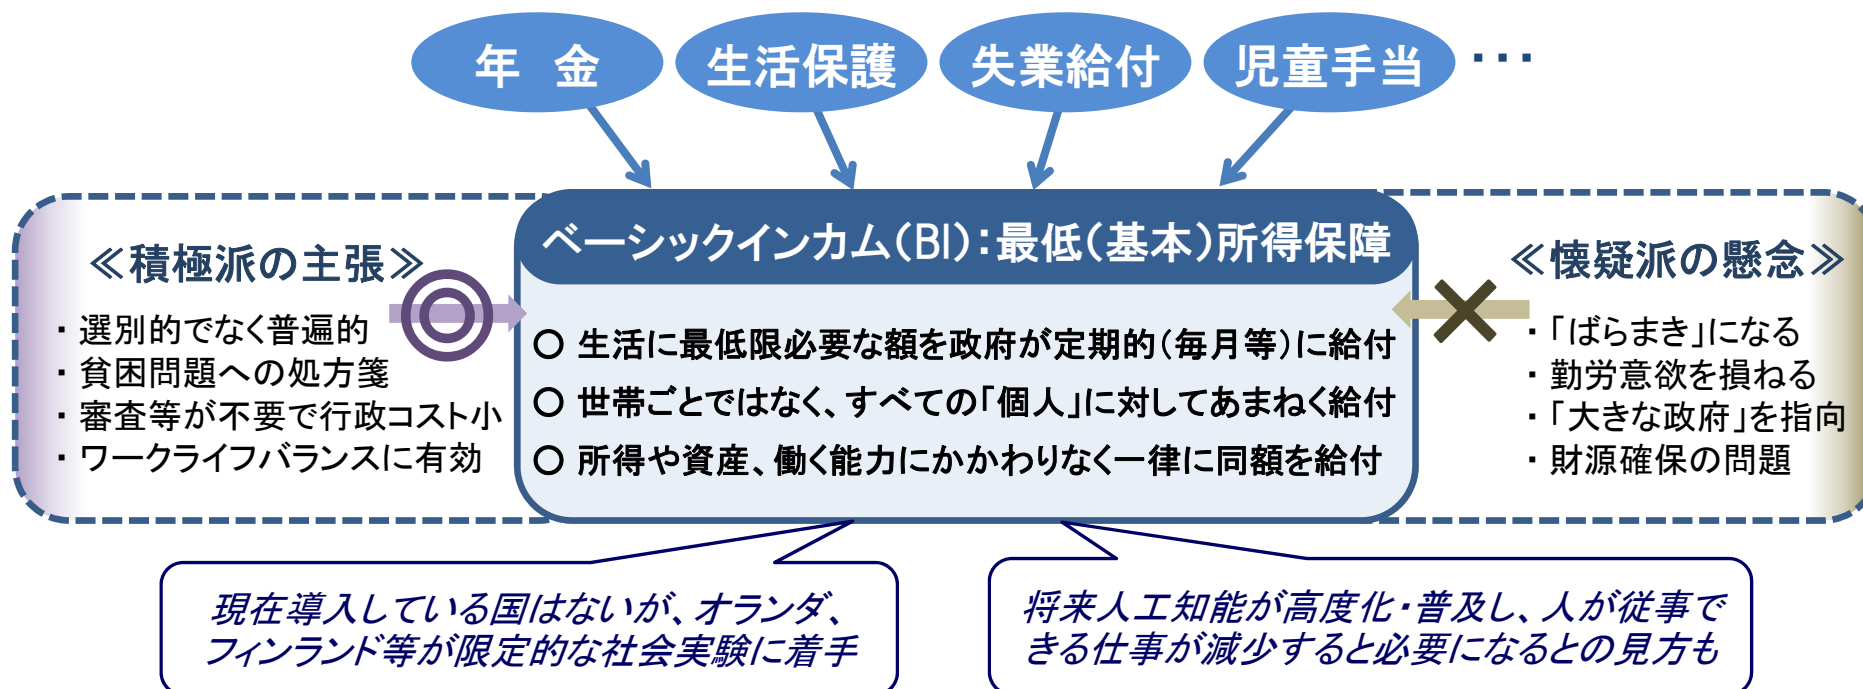 年　金
生活保護
失業給付
児童手当
･･･
ベーシックインカム（BI）：最低（基本）所得保障
○ 生活に最低限必要な額を政府が定期的（毎月等）に給付
○ 世帯ごとではなく、すべての「個人」に対してあまねく給付
○ 所得や資産、働く能力にかかわりなく一律に同額を給付
≪積極派の主張≫
・選別的でなく普遍的
・貧困問題への処方箋
・審査等が不要で行政コスト小
・ワークライフバランスに有効
≪懐疑派の懸念≫
・「ばらまき」になる
・勤労意欲を損ねる
・「大きな政府」を指向
・財源確保の問題
現在導入している国はないが、オランダ、
フィンランド等が限定的な社会実験に着手
将来人工知能が高度化・普及し、人が従事で
きる仕事が減少すると必要になるとの見方も